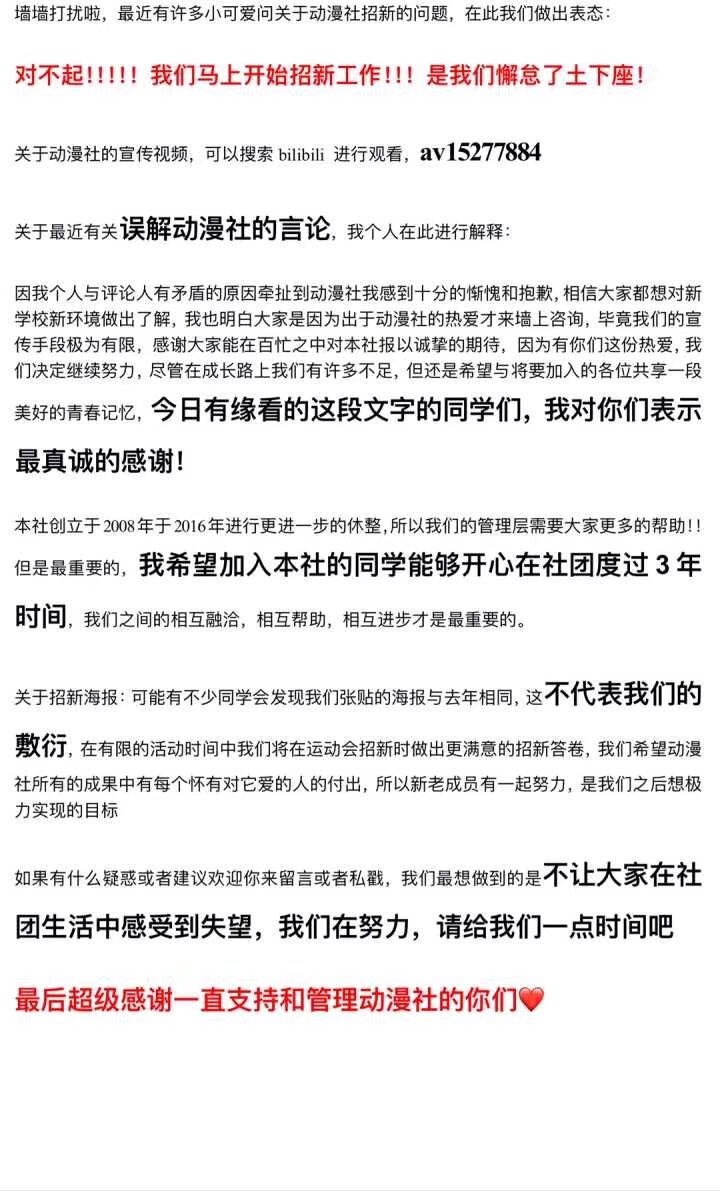 墙墙打扰啦，最近有许多小可爱问关于动漫社招新的问题，在此我们做出表态：
对不起！！！！！我们马上开始招新工作！！！是我们懈怠了土下座！
关于动漫社的宣传视频，可以搜索 bilibili 进行观看，av15277884
关于最近有关误解动漫社的言论，我个人在此进行解释：
因我个人与评论人有矛盾的原因牵扯到动漫社我感到十分的惭愧和抱歉，相信大家都想对新
学校新环境做出了解，我也明白大家是因为出于动漫社的热爱才来墙上咨询，毕竟我们的宣
传手段极为有限，感谢大家能在百忙之中对本社报以诚挚的期待，因为有你们这份热爱，我
们决定继续努力，尽管在成长路上我们有许多不足，但还是希望与将要加入的各位共享一段
美好的青春记忆，今日有缘看的这段文字的同学们，我对你们表示
最真诚的感谢！
本社创立于 2008 年于 2016 年进行更进一步的休整，所以我们的管理层需要大家更多的帮助！！
但是最重要的，我希望加入本社的同学能够开心在社团度过 3 年
时间，我们之间的相互融洽，相互帮助，相互进步才是最重要的。
关于招新海报：可能有不少同学会发现我们张贴的海报与去年相同，这不代表我们的
敷衍，在有限的活动时间中我们将在运动会招新时做出更满意的招新答卷，我们希望动漫
社所有的成果中有每个怀有对它爱的人的付出，所以新老成员有一起努力，是我们之后想极
力实现的目标
如果有什么疑惑或者建议欢迎你来留言或者私戳，我们最想做到的是不让大家在社
团生活中感受到失望，我们在努力，请给我们一点时间吧
最后超级感谢一直支持和管理动漫社的你们❤️